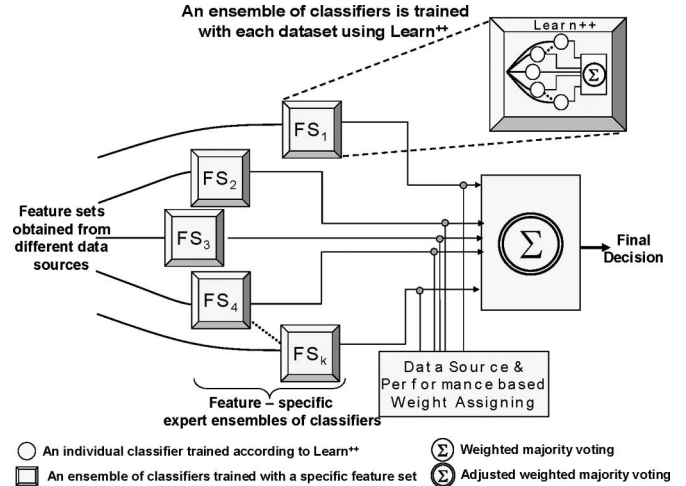 An ensemble of classifiers is trained
with each dataset using Learn++
Learn++
Σ
FS1
FS2
Feature sets
obtained from
different data
sources
FS3
Σ
Final
Decision
FS4
FSk
Data Source &
Performance based
Weight Assigning
Feature – specific
expert ensembles of classifiers
An individual classifier trained according to Learn++
Σ Weighted majority voting
An ensemble of classifiers trained with a specific feature set
Σ Adjusted weighted majority voting